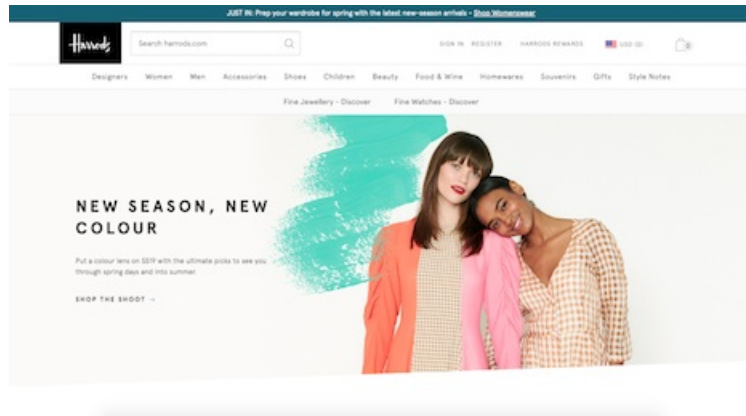 JUST IN: Prep your wardrobe for spring with the latest new-season arrivals - Shop Womenswear
Harrods
Search harrods.com
SIGN IN REGISTER HARRODS REWARDS USD ($) 0
Designers Women Men Accessories Shoes Children Beauty Food & Wine Homewares Souvenirs Gifts Style Notes
Fine Jewellery - Discover Fine Watches - Discover
NEW SEASON, NEW
COLOUR
Put a colour lens on SS19 with the ultimate picks to see you
through spring days and into summer.
SHOP THE SHOOT →